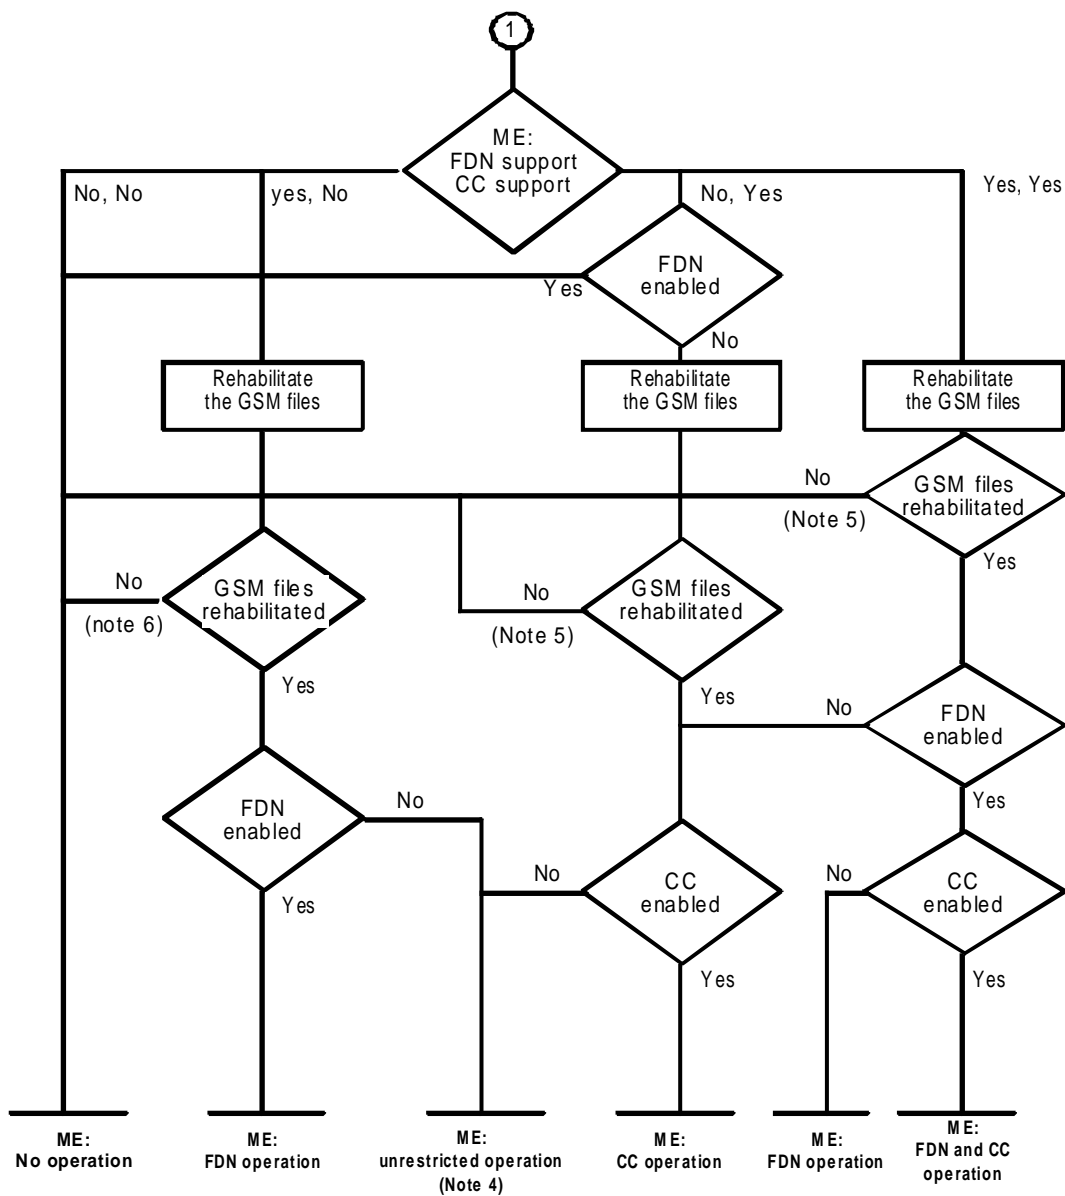 1
ME:
FDN support
CC support
No, No
yes, No
No, Yes
Yes, Yes
FDN
enabled
Yes
No
Rehabilitate
the GSM files
Rehabilitate
the GSM files
Rehabilitate
the GSM files
No
(Note 5)
GSM files
rehabilitated
Yes
No
(note 6)
GSM files
rehabilitated
Yes
No
(Note 5)
GSM files
rehabilitated
Yes
No
FDN
enabled
Yes
FDN
enabled
No
Yes
No
CC
enabled
Yes
No
CC
enabled
Yes
ME:
No operation
ME:
FDN operation
ME:
unrestricted operation
(Note 4)
ME:
CC operation
ME:
FDN operation
ME:
FDN and CC
operation